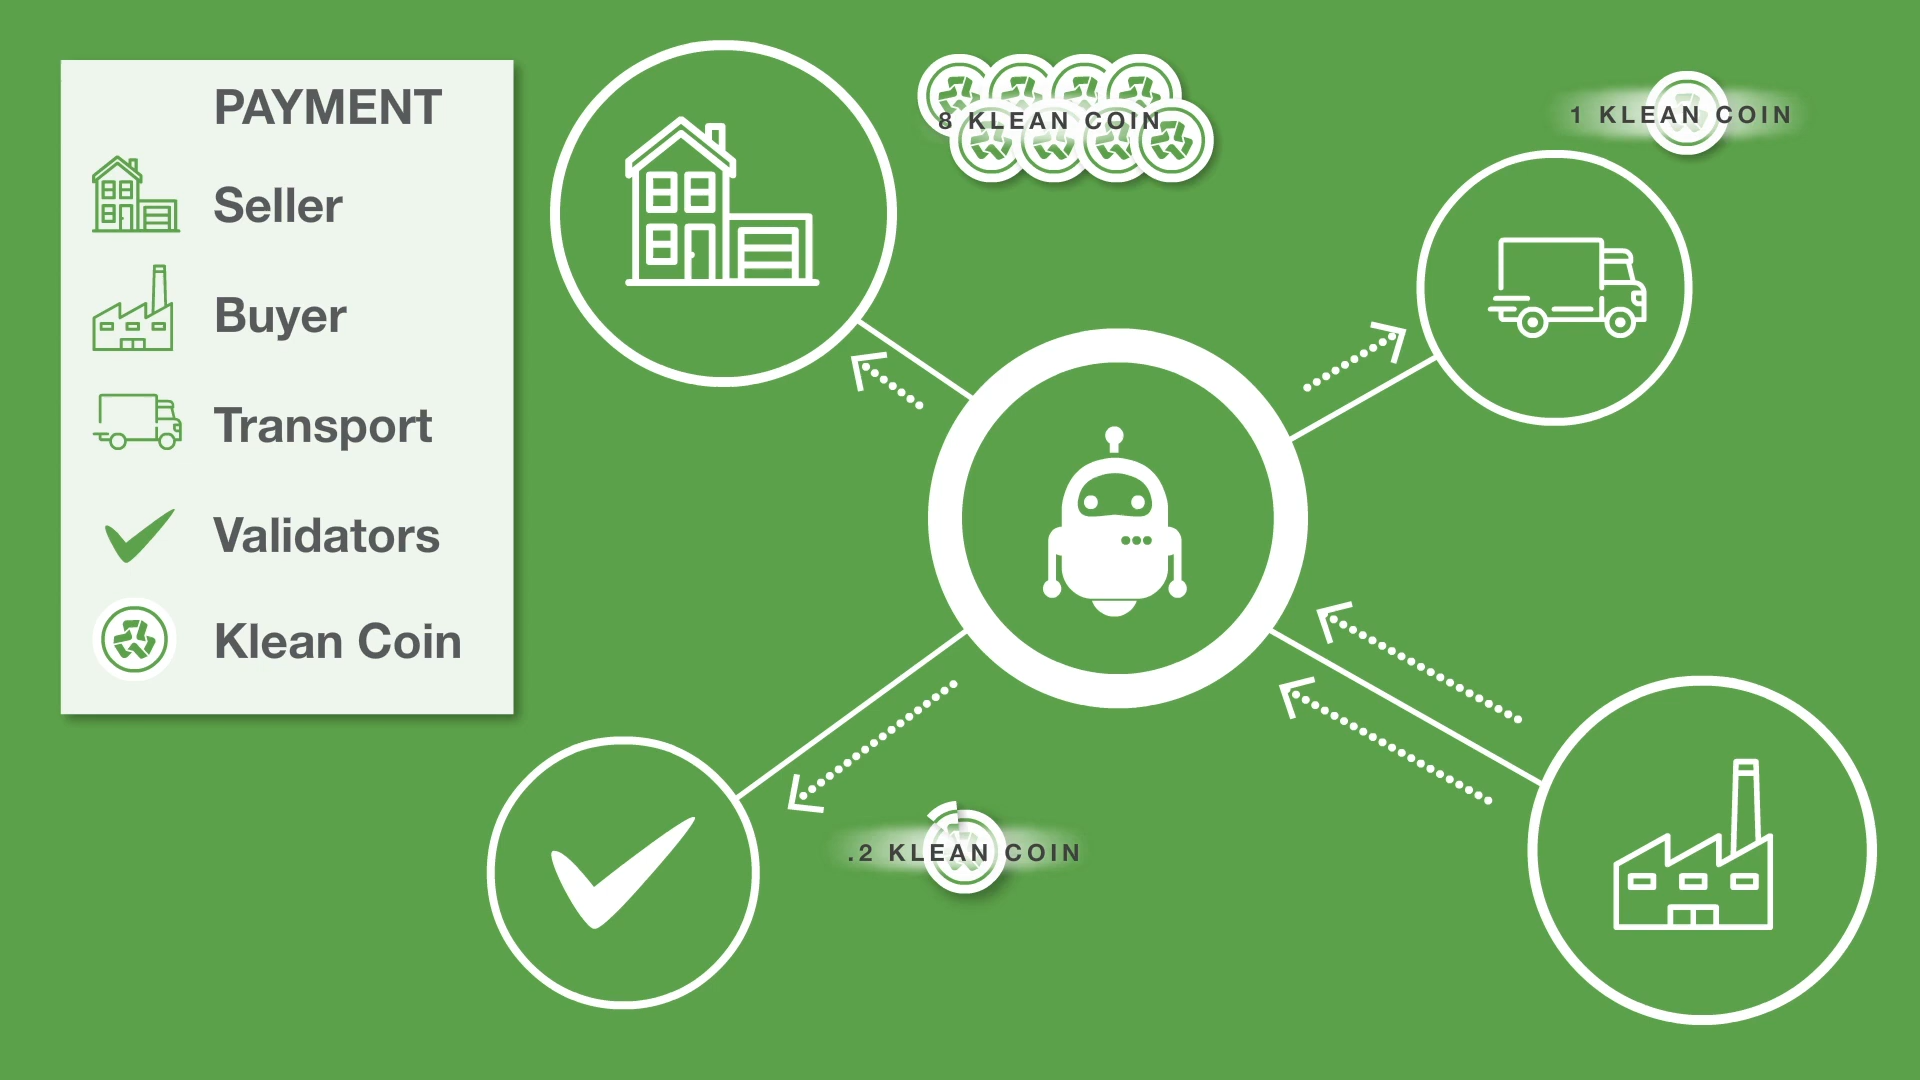 PAYMENT
Seller
Buyer
Transport
Validators
Klean Coin
8 KLEAN COIN
1 KLEAN COIN
.2 KLEAN COIN